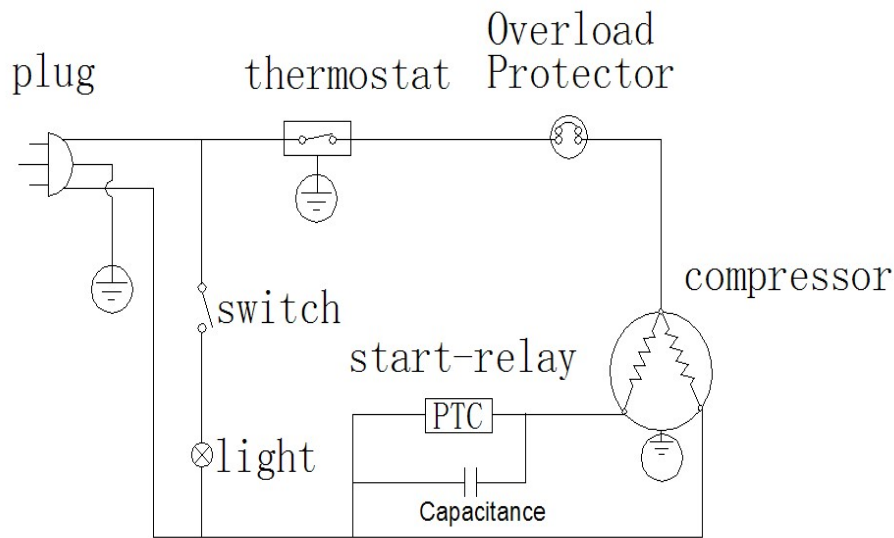 Overload
Protector
plug
thermostat
compressor
switch
start-relay
PTC
light
Capacitance